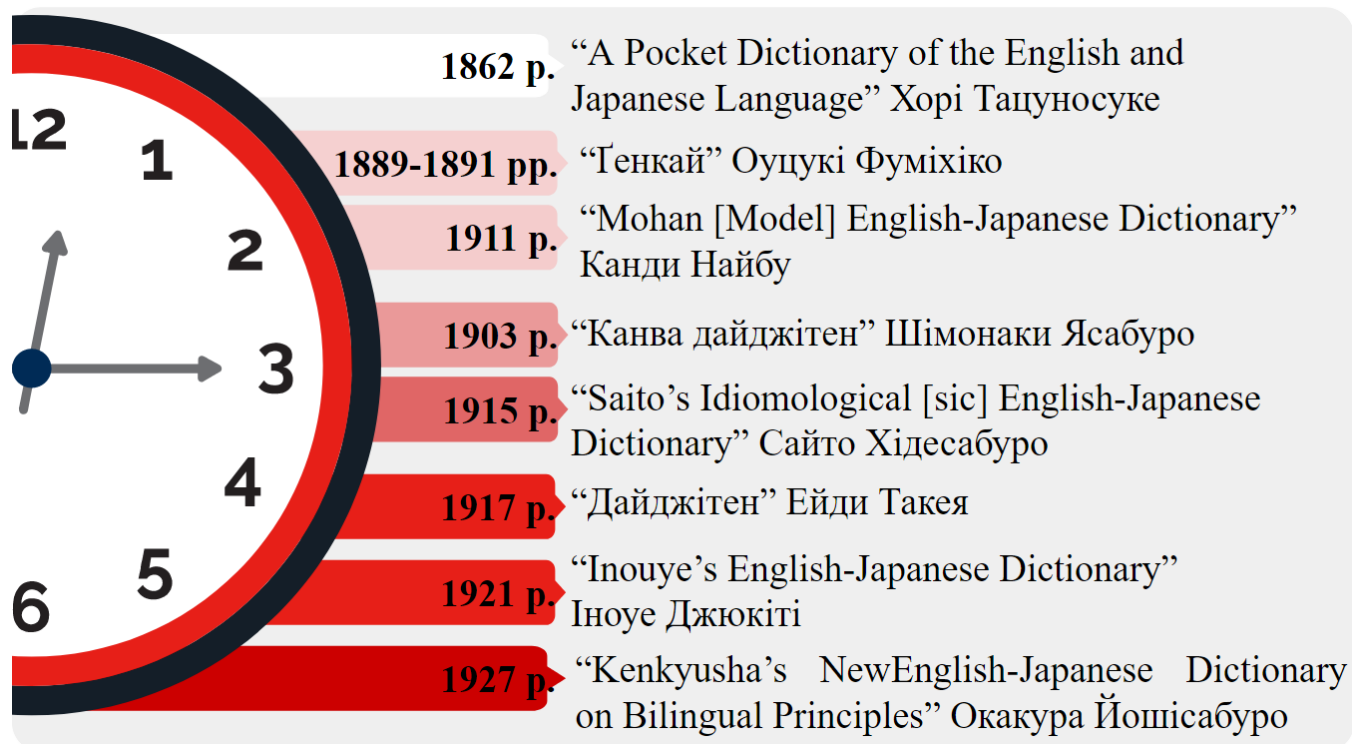 12
1
2
3
4
5
6
1862 р.
“A Pocket Dictionary of the English and
Japanese Language” Хорі Тацуносуке
1889-1891 рр.
“Ґенкай” Оуцукі Фуміхіко
1911 р.
“Mohan [Model] English-Japanese Dictionary”
Канди Найбу
1903 р.
“Канва дайджітен” Шімонаки Ясабуро
1915 р.
“Saito’s Idiomological [sic] English-Japanese
Dictionary” Сайто Хідесабуро
1917 р.
“Дайджітен” Ейди Такея
1921 р.
“Inouye’s English-Japanese Dictionary”
Іноуе Джюкіті
1927 р.
“Kenkyusha’s NewEnglish-Japanese Dictionary
on Bilingual Principles” Окакура Йошісабуро